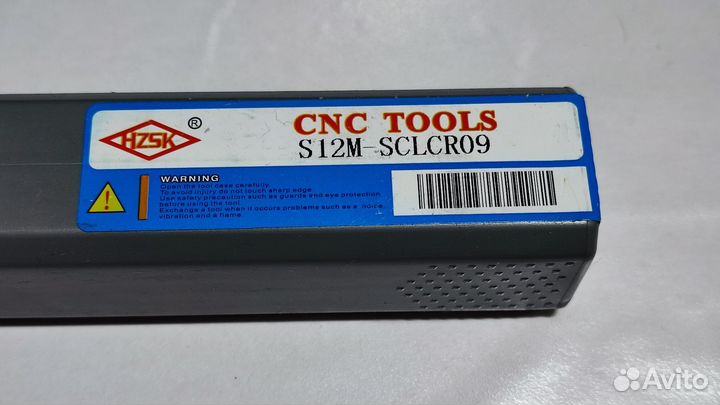 HZSK ®
CNC TOOLS
S12M-SCLCR09
WARNING
Open the tool case carefully.
To avoid injury do not touch sharp edge.
Use safety precaution such as guards and eye protection
before using the tool.
Exchange a tool when it occurs problems such as a noice,
vibration and a flame.
Avito